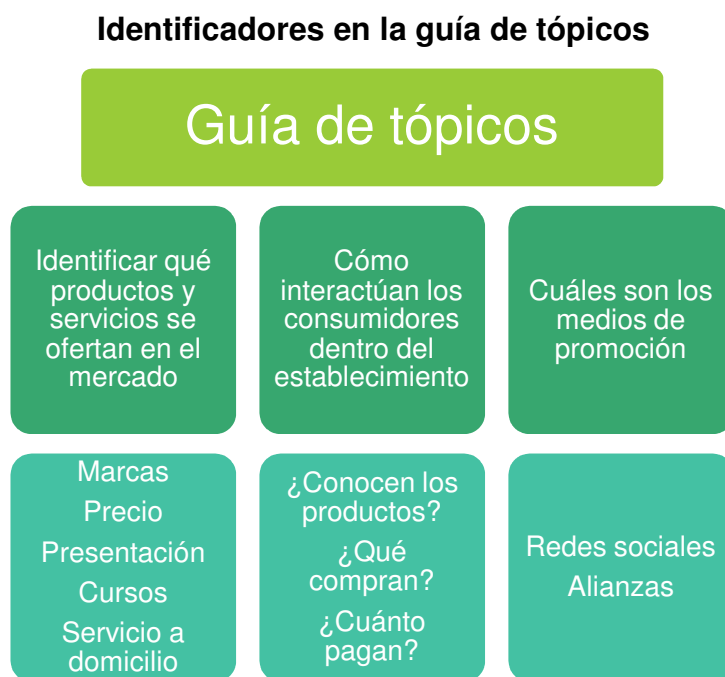 Identificadores en la guía de tópicos
Guía de tópicos
Identificar qué
productos y
servicios se
ofertan en el
mercado
Cómo
interactúan los
consumidores
dentro del
establecimiento
Cuáles son los
medios de
promoción
Marcas
Precio
Presentación
Cursos
Servicio a
domicilio
¿Conocen los
productos?
¿Qué
compran?
¿Cuánto
pagan?
Redes sociales
Alianzas